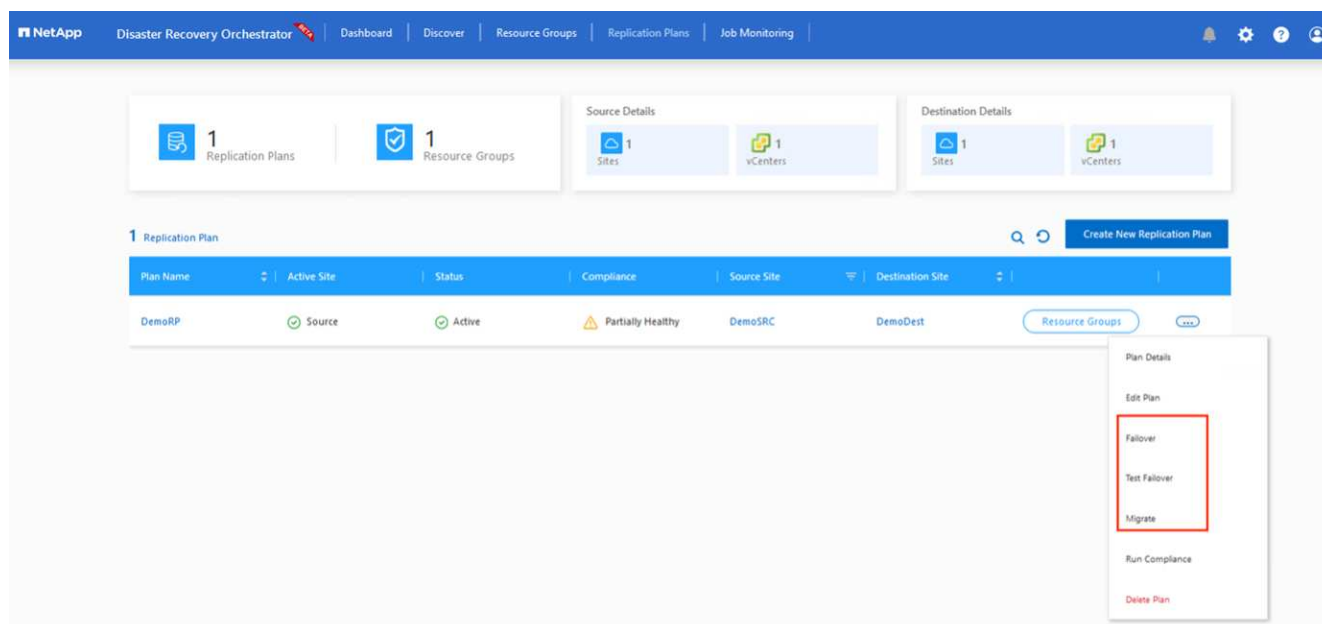 NetApp Disaster Recovery Orchestrator Dashboard Discover Resource Groups Replication Plans Job Monitoring
1
Replication Plans
1
Resource Groups
Source Details
1
Sites
1
vCenters
Destination Details
1
Sites
1
vCenters
1 Replication Plan
Create New Replication Plan
Plan Name Active Site Status Compliance Source Site Destination Site
DemoRP Source Active Partially Healthy DemoSRC DemoDest Resource Groups
Plan Details
Edit Plan
Failover
Test Failover
Migrate
Run Compliance
Delete Plan